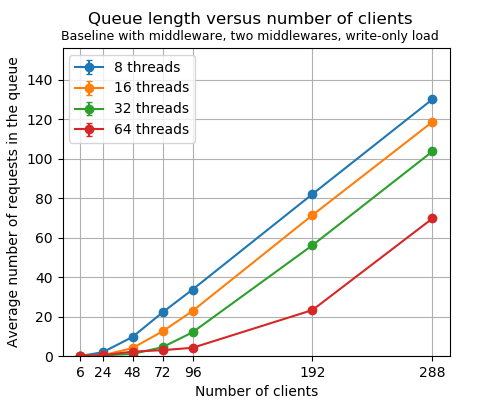 Queue length versus number of clients
Baseline with middleware, two middlewares, write-only load
8 threads
16 threads
32 threads
64 threads
Average number of requests in the queue
140
120
100
80
60
40
20
0
6 24 48 72 96 192 288
Number of clients